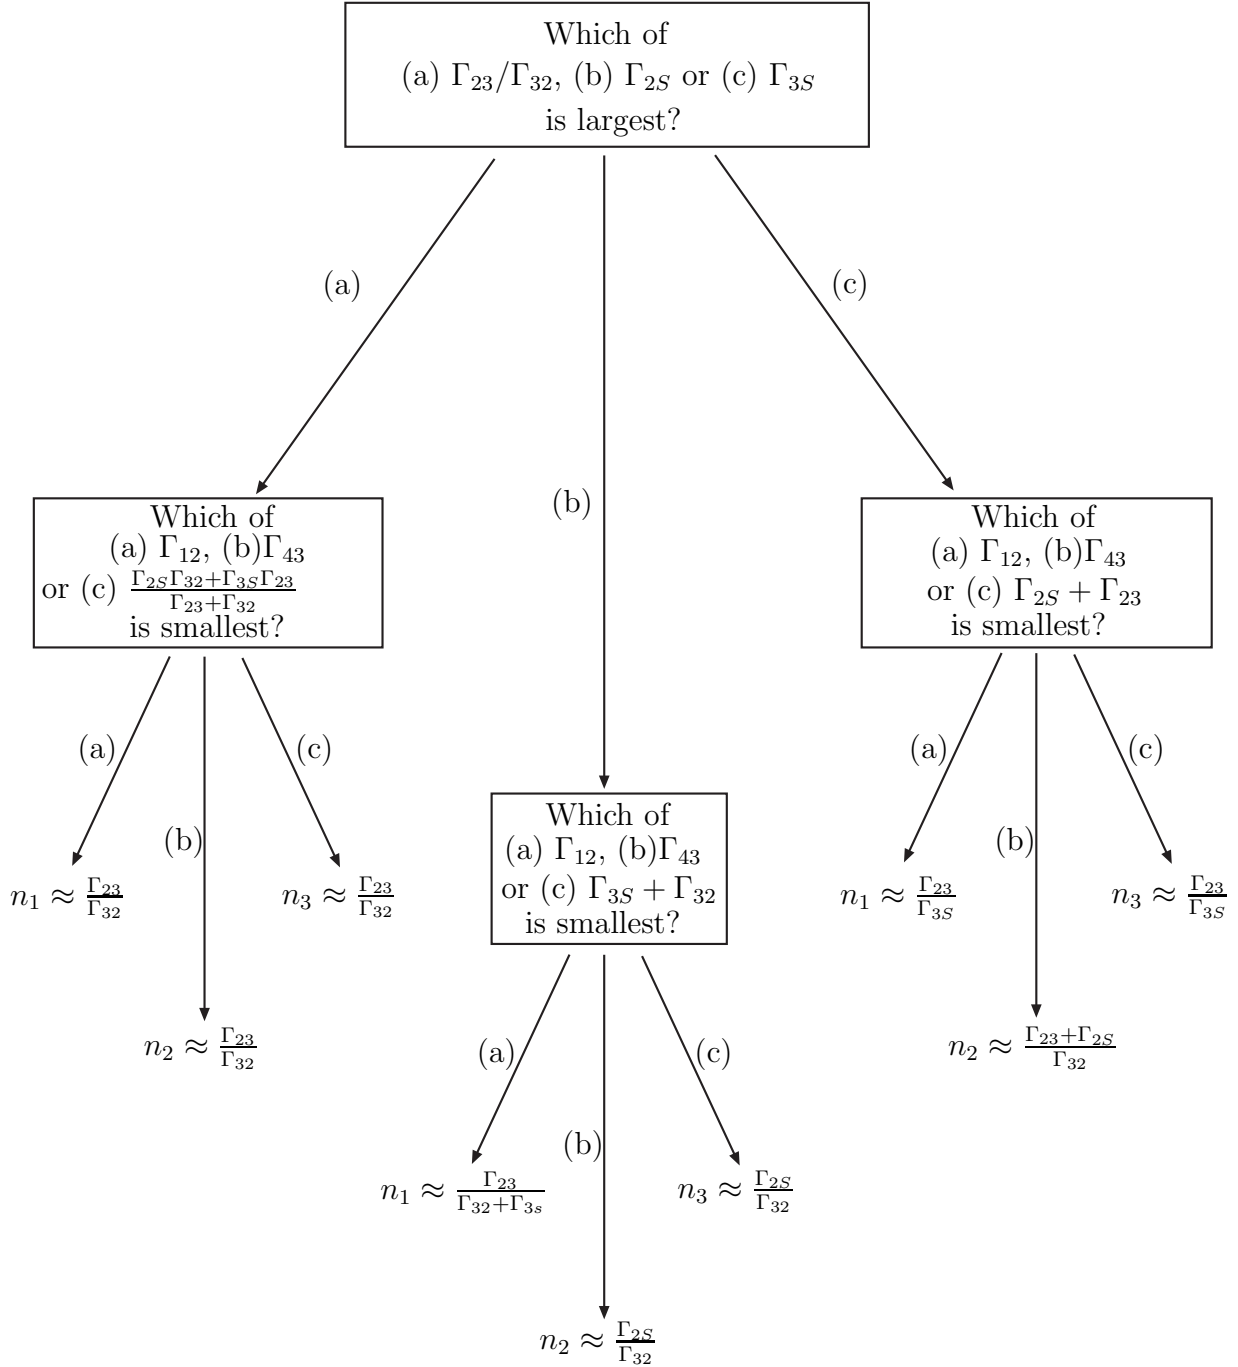 Which of
(a) Γ₂₃/Γ₃₂, (b) Γ₂S or (c) Γ₃S
is largest?
(a)
(b)
(c)
Which of
(a) Γ₁₂, (b)Γ₄₃
or (c) (Γ₂SΓ₃₂+Γ₃SΓ₂₃)/(Γ₂₃+Γ₃₂)
is smallest?
(a)
(b)
(c)
n₁ ≈ Γ₂₃/Γ₃₂
n₂ ≈ Γ₂₃/Γ₃₂
n₃ ≈ Γ₂₃/Γ₃₂
Which of
(a) Γ₁₂, (b)Γ₄₃
or (c) Γ₃S + Γ₃₂
is smallest?
(a)
(b)
(c)
n₁ ≈ Γ₂₃/(Γ₃₂+Γ₃s)
n₂ ≈ Γ₂S/Γ₃₂
n₃ ≈ Γ₂S/Γ₃₂
Which of
(a) Γ₁₂, (b)Γ₄₃
or (c) Γ₂S + Γ₂₃
is smallest?
(a)
(b)
(c)
n₁ ≈ Γ₂₃/Γ₃S
n₂ ≈ (Γ₂₃+Γ₂S)/Γ₃₂
n₃ ≈ Γ₂₃/Γ₃S